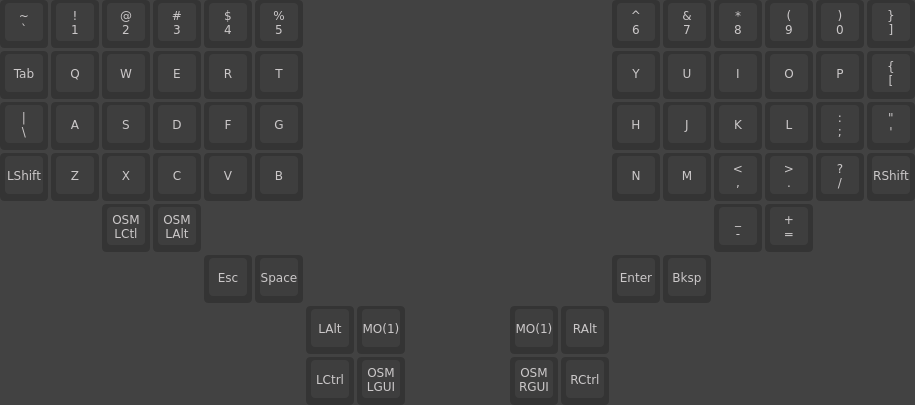 ~ ! @ # $ % ^ & * ( ) }
` 1 2 3 4 5 6 7 8 9 0 ]
Tab Q W E R T Y U I O P {
[
| A S D F G H J K L : "
\ ; '
LShift Z X C V B N M < > ? RShift
, . /
OSM OSM _ +
LCtl LAlt - =
Esc Space Enter Bksp
LAlt MO(1) MO(1) RAlt
LCtrl OSM OSM RCtrl
LGUI RGUI